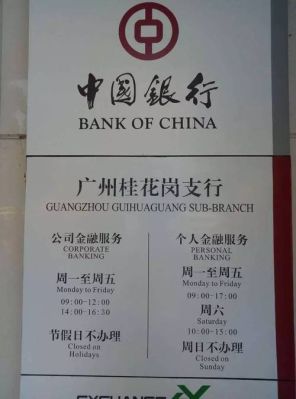 中國銀行
BANK OF CHINA
广州桂花岗支行
GUANGZHOU GUIHUAGUANG SUB-BRANCH
公司金融服务
CORPORATE
BANKING
周一至周五
Monday to Friday
09:00-12:00
14:00-16:30
节假日不办理
Closed on
Holidays
个人金融服务
PERSONAL
BANKING
周一至周五
Monday to Friday
09:00-17:00
周六
Saturday
10:00-15:00
周日不办理
Closed on
Sunday
EXCHANGE